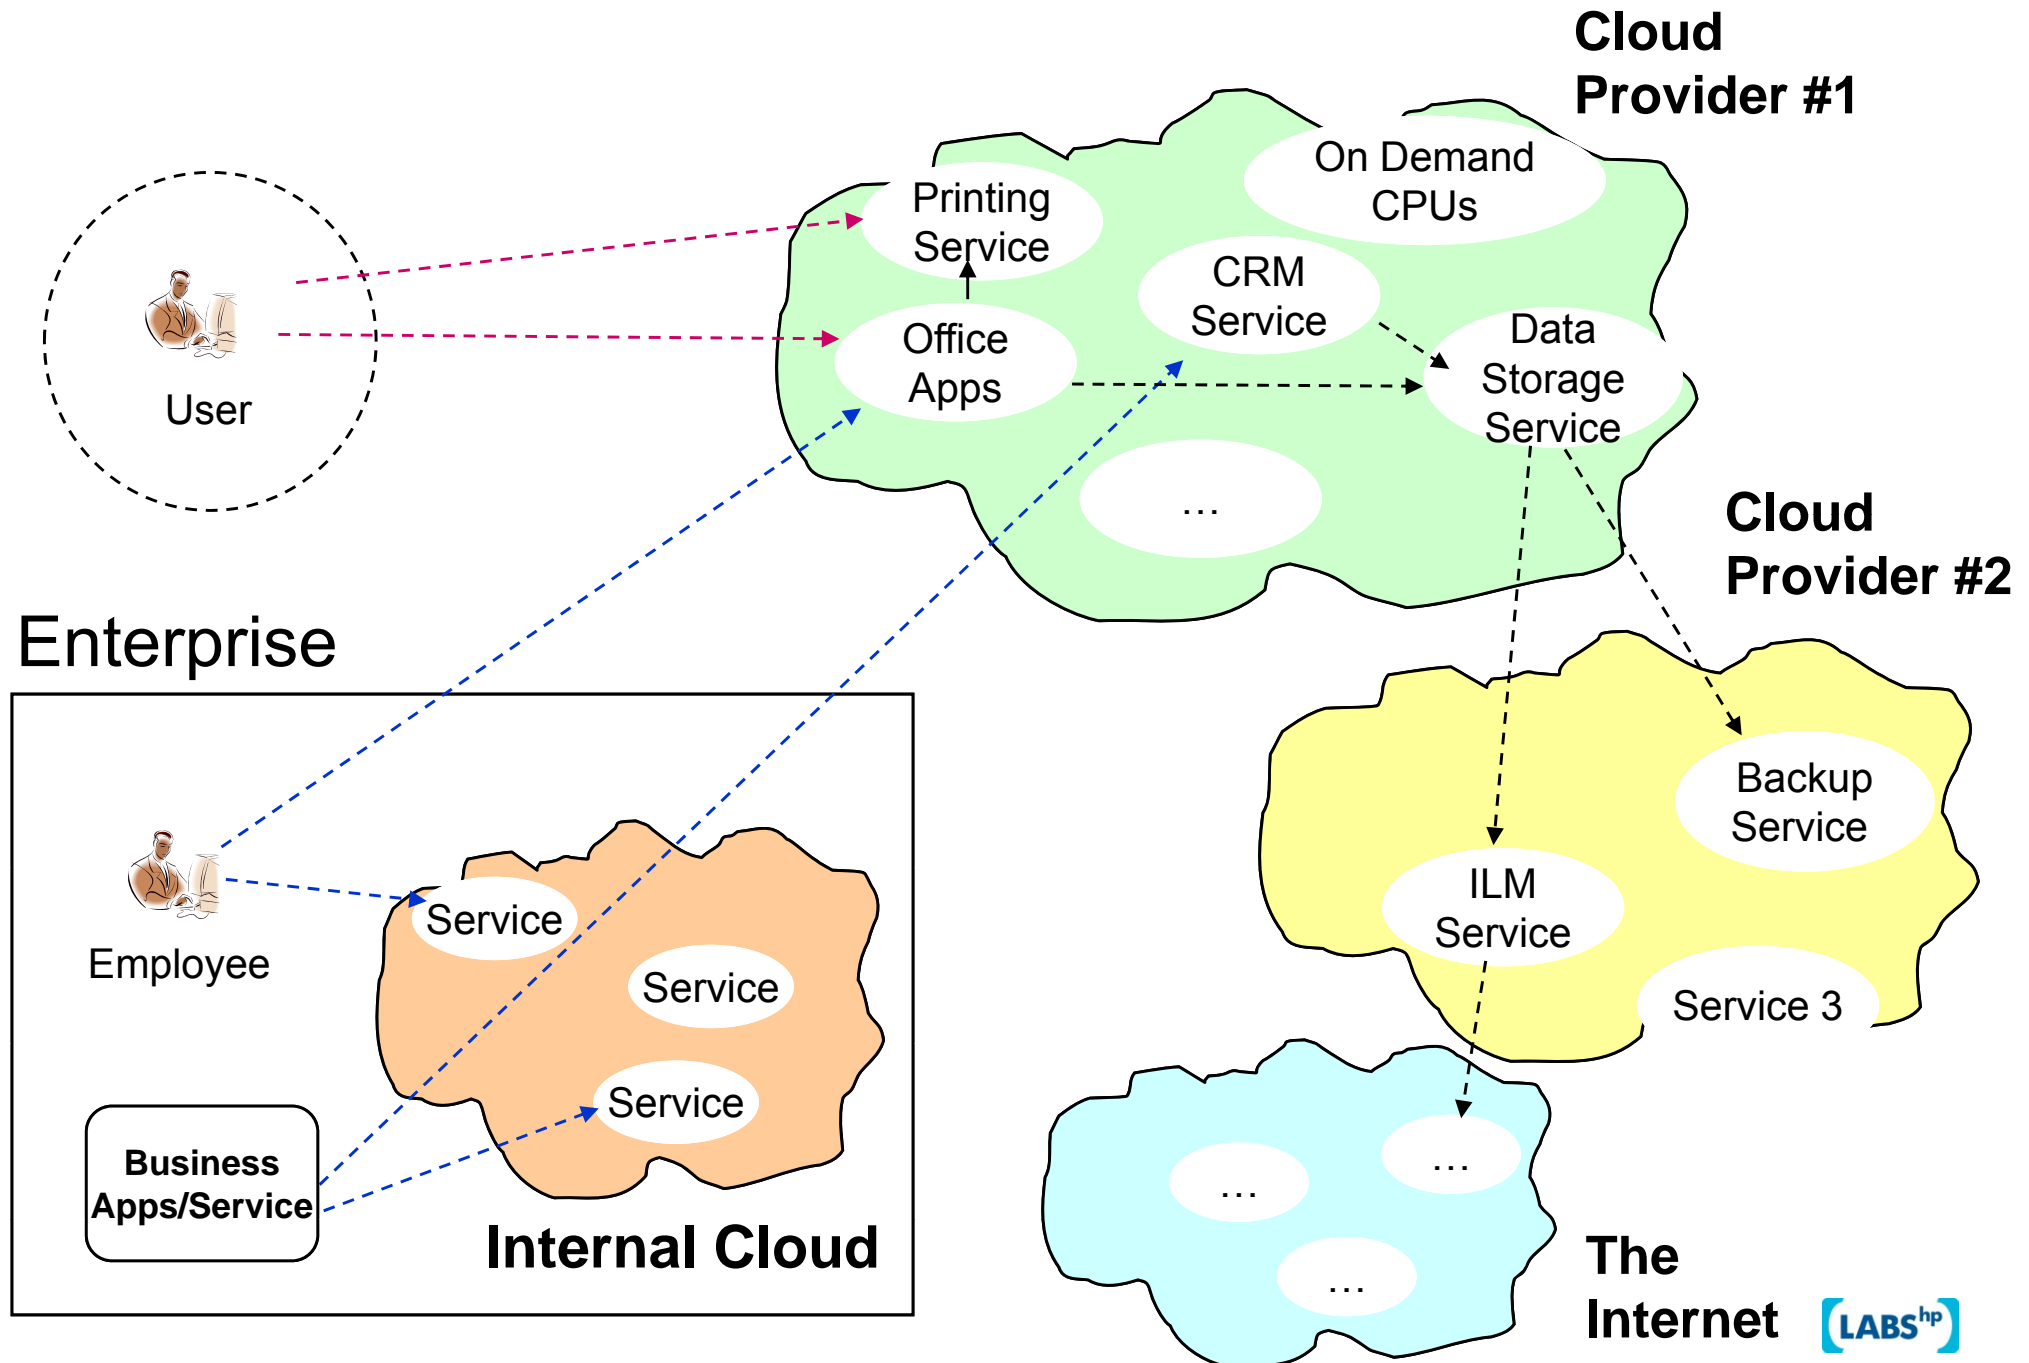 Cloud
Provider #1
On Demand
CPUs
Printing
Service
CRM
Service
Office
Apps
Data
Storage
Service
...
User
Cloud
Provider #2
Enterprise
Backup
Service
ILM
Service
Service 3
Employee
Service
Service
Service
Business
Apps/Service
Internal Cloud
...
...
...
The
Internet
LABS hp